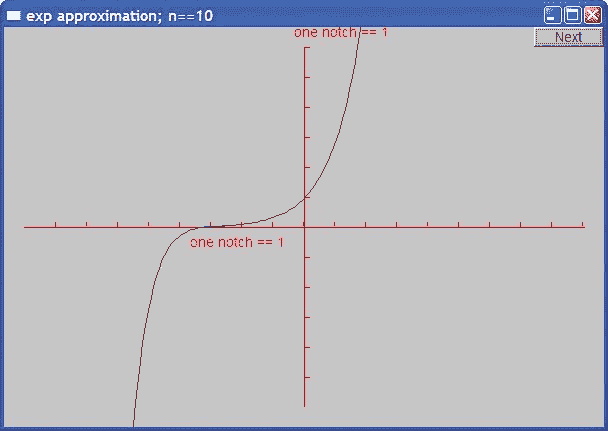 exp approximation; n==10
one notch == 1
Next
one notch == 1